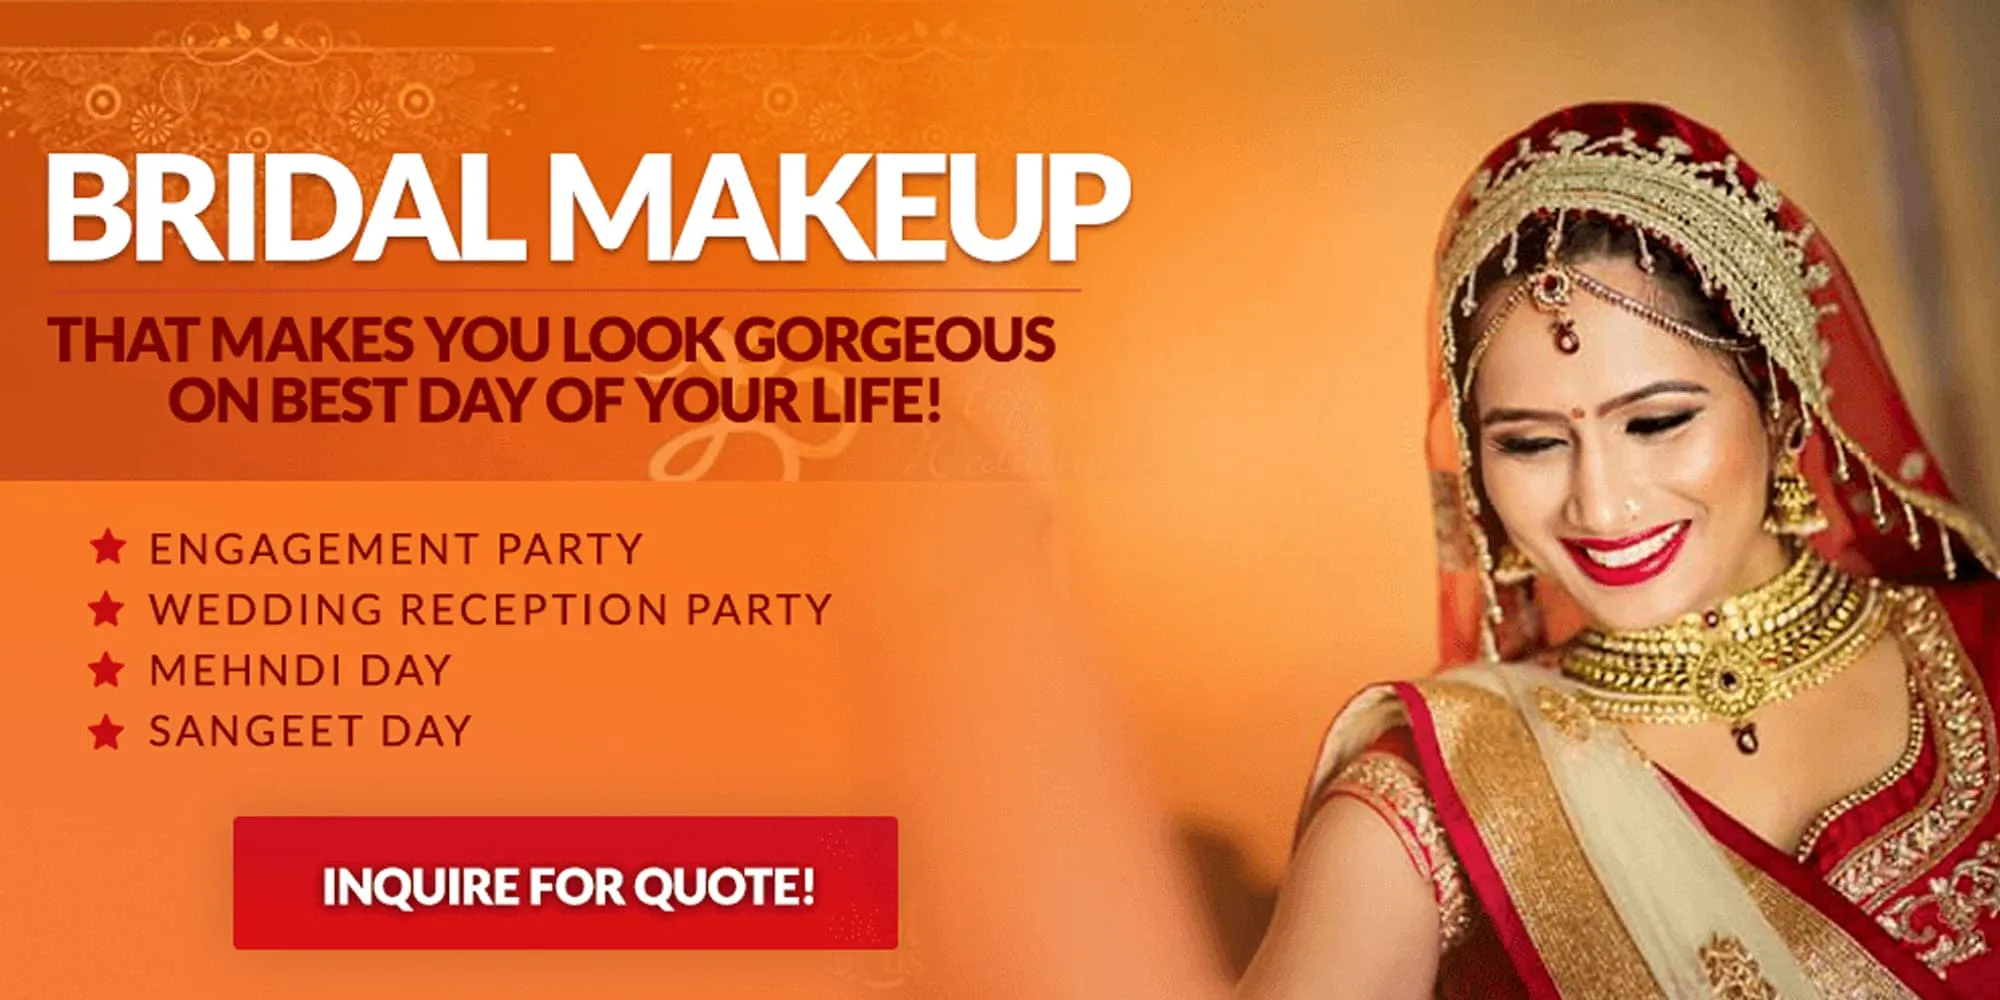 BRIDAL MAKEUP
THAT MAKES YOU LOOK GORGEOUS
ON BEST DAY OF YOUR LIFE!
ENGAGEMENT PARTY
WEDDING RECEPTION PARTY
MEHNDI DAY
SANGEET DAY
INQUIRE FOR QUOTE!